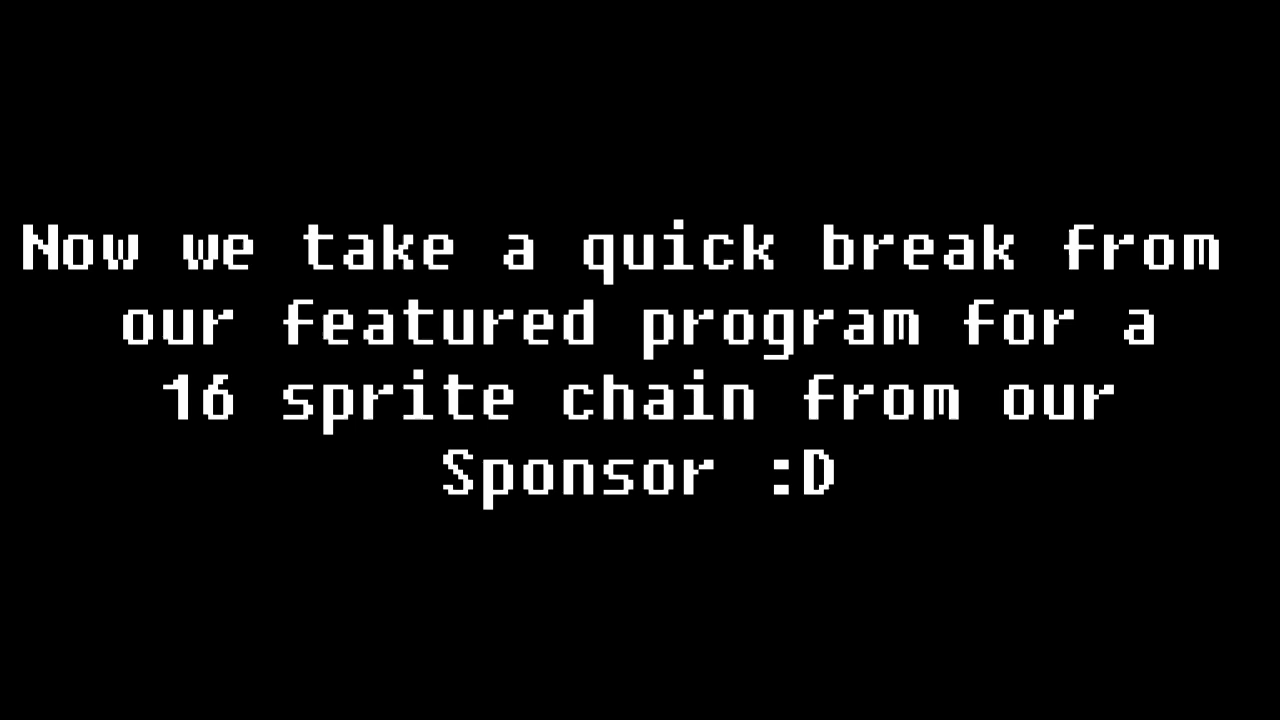 Now we take a quick break from
our featured program for a
16 sprite chain from our
Sponsor :D